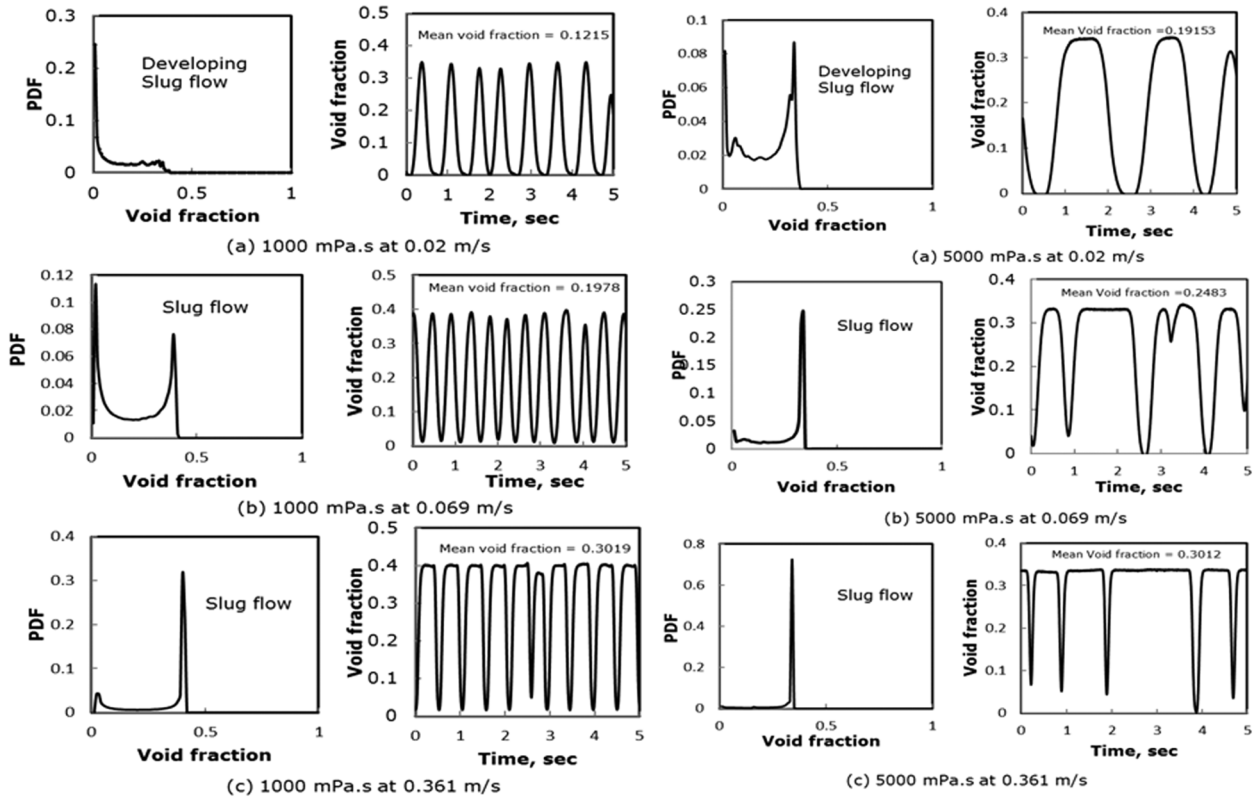 0.3
0.2
0.1
0
PDF
Developing
Slug flow
0
0.5
1
Void fraction
0.5
0.4
0.3
0.2
0.1
0
Void fraction
Mean void fraction = 0.1215
0 1 2 3 4 5
Time, sec
(a) 1000 mPa.s at 0.02 m/s
0.1
0.08
0.06
0.04
0.02
0
PDF
Developing
Slug flow
0
0.5
1
Void fraction
0.4
0.3
0.2
0.1
0
Void fraction
Mean Void fraction =0.19153
0 1 2 3 4 5
Time, sec
(a) 5000 mPa.s at 0.02 m/s
0.12
0.1
0.08
0.06
0.04
0.02
0
PDF
Slug flow
0
0.5
1
Void fraction
0.5
0.4
0.3
0.2
0.1
0
Void fraction
Mean void fraction = 0.1978
0 1 2 3 4 5
Time, sec
(b) 1000 mPa.s at 0.069 m/s
0.3
0.25
0.2
0.15
0.1
0.05
0
PDF
Slug flow
0
0.5
1
Void fraction
0.4
0.3
0.2
0.1
0
Void fraction
Mean Void fraction =0.2483
0 1 2 3 4 5
Time, sec
(b) 5000 mPa.s at 0.069 m/s
0.4
0.3
0.2
0.1
0
PDF
Slug flow
0
0.5
1
Void fraction
0.5
0.4
0.3
0.2
0.1
0
Void fraction
Mean void fraction = 0.3019
0 1 2 3 4 5
Time, sec
(c) 1000 mPa.s at 0.361 m/s
0.8
0.6
0.4
0.2
0
PDF
Slug flow
0
0.5
1
Void fraction
0.4
0.3
0.2
0.1
0
Void fraction
Mean Void fraction = 0.3012
0 1 2 3 4 5
Time, sec
(c) 5000 mPa.s at 0.361 m/s